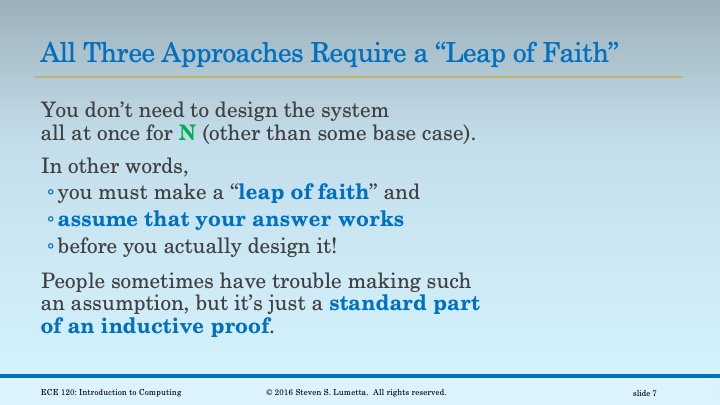 All Three Approaches Require a “Leap of Faith”
You don’t need to design the system
all at once for N (other than some base case).
In other words,
◦ you must make a “leap of faith” and
◦ assume that your answer works
◦ before you actually design it!
People sometimes have trouble making such
an assumption, but it’s just a standard part
of an inductive proof.
ECE 120: Introduction to Computing
© 2016 Steven S. Lumetta. All rights reserved.
slide 7